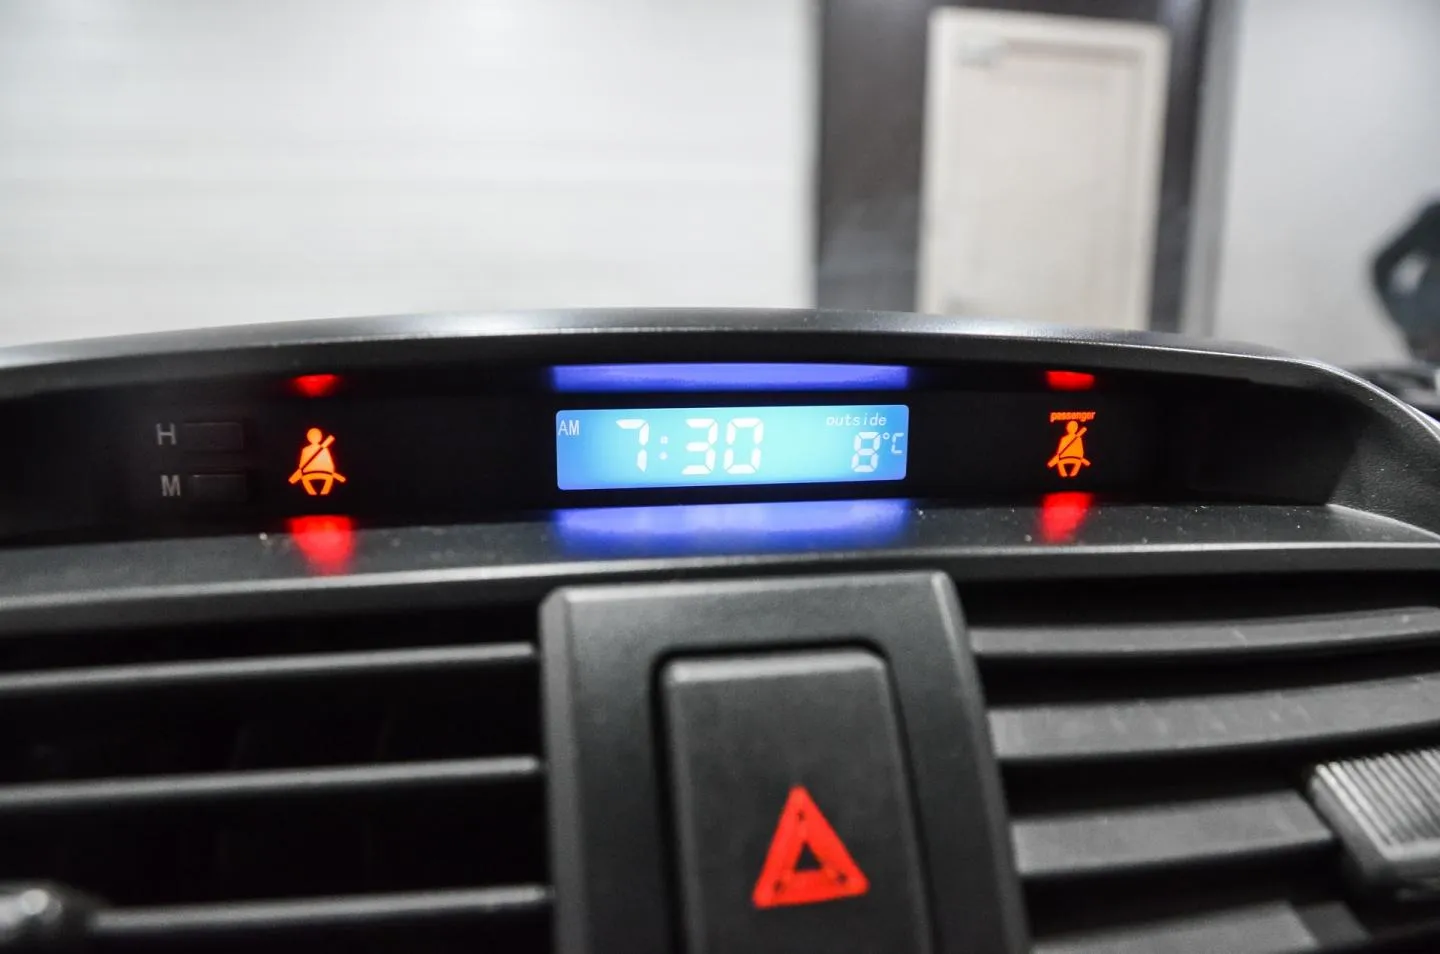 H
M
AM 7:30
outside
8°C
passenger